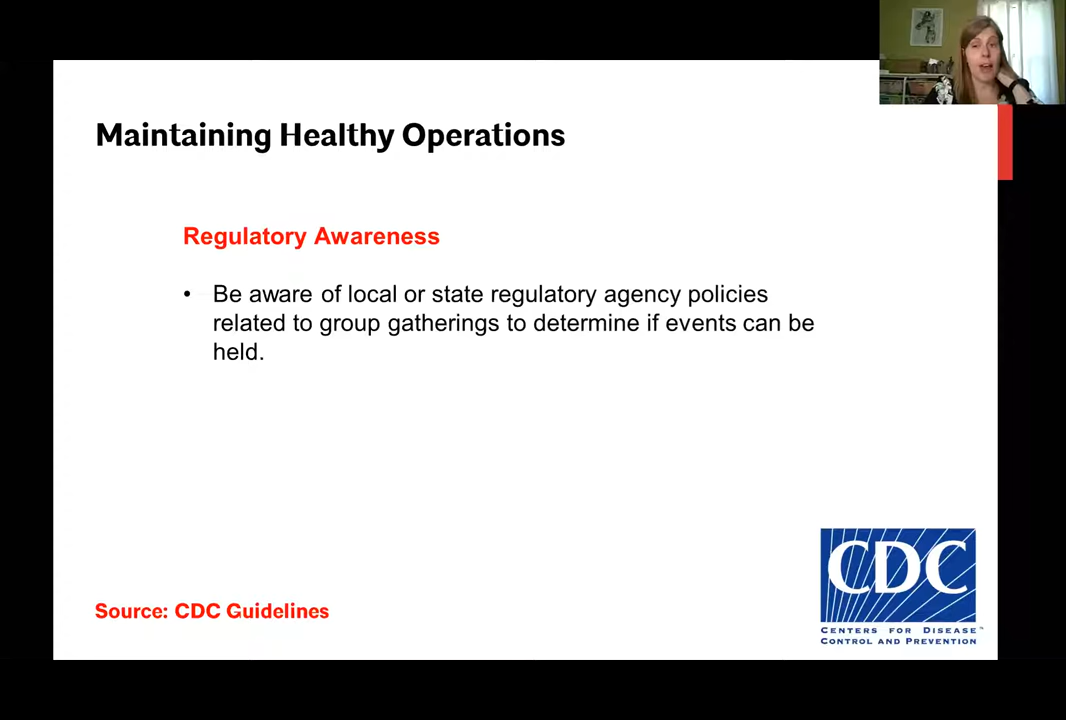 Maintaining Healthy Operations
Regulatory Awareness
• Be aware of local or state regulatory agency policies
related to group gatherings to determine if events can be
held.
Source: CDC Guidelines
CDC
CENTERS FOR DISEASE™
CONTROL AND PREVENTION